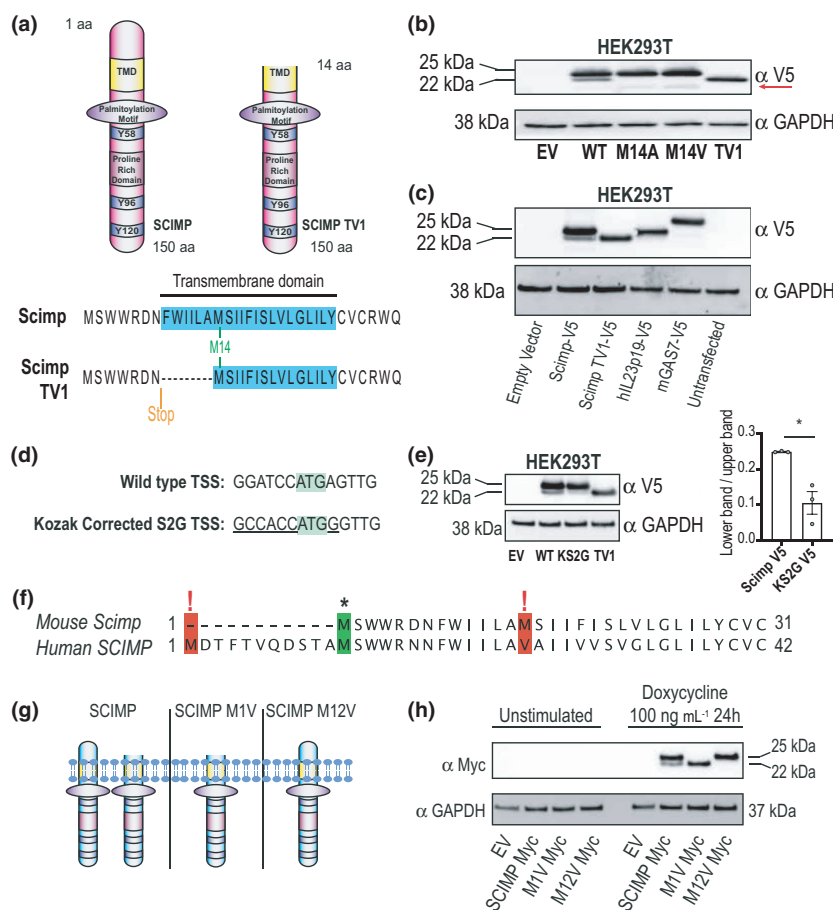 (a)
1 aa
TMD
Palmitoylation
Motif
Y58
Proline
Rich
Domain
Y96
Y120
SCIMP
150 aa
14 aa
TMD
Palmitoylation
Motif
Y58
Proline
Rich
Domain
Y96
Y120
SCIMP TV1
150 aa
Transmembrane domain
Scimp MSWWRDNFWIILAMSIIFISLVLGLILYCVCRWQ
M14
Scimp TV1 MSWWRDN------MSIIFISLVLGLILYCVCRWQ
Stop
(b)
HEK293T
25 kDa
22 kDa
α V5
38 kDa
α GAPDH
EV WT M14A M14V TV1
(c)
HEK293T
25 kDa
22 kDa
α V5
38 kDa
α GAPDH
Empty Vector
Scimp-V5
Scimp TV1-V5
hIL23p19-V5
mGAS7-V5
Untransfected
(d)
Wild type TSS: GGATCCATGAGTTG
Kozak Corrected S2G TSS: GCCACCATGGGTTG
(e)
HEK293T
25 kDa
22 kDa
α V5
38 kDa
α GAPDH
EV WT KS2G TV1
Lower band / upper band
0.3
0.2
0.1
0.0
*
Scimp V5
KS2G V5
(f)
! * !
Mouse Scimp 1 - - - - - - - - - - - M S W W R D N F W I I L A M S I I F I S L V L G L I L Y C V C 31
Human SCIMP 1 M D T F T V Q D S T A M S W W R N N F W I I L A V A I I V V S V G L G L I L Y C V C 42
(g)
SCIMP SCIMP M1V SCIMP M12V
(h)
Doxycycline
Unstimulated 100 ng mL⁻¹ 24h
α Myc
25 kDa
22 kDa
α GAPDH
37 kDa
EV
SCIMP Myc
M1V Myc
M12V Myc
EV
SCIMP Myc
M1V Myc
M12V Myc